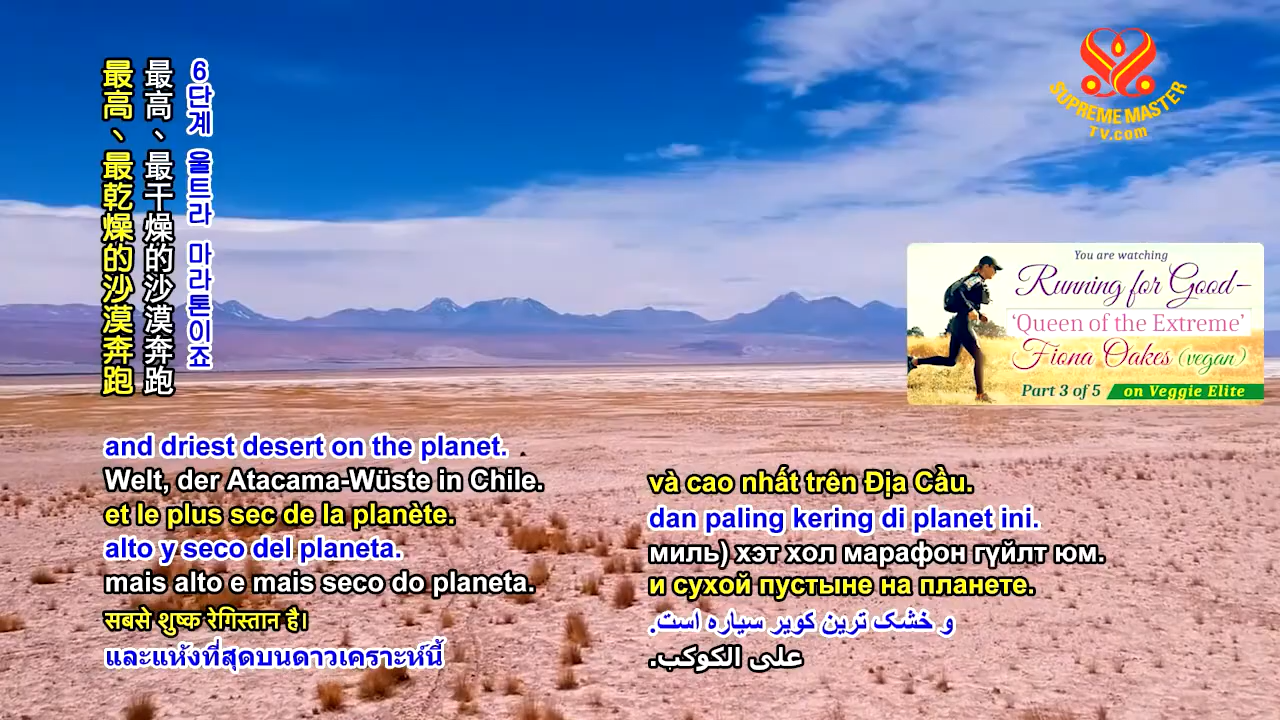 最高、最乾燥的沙漠奔跑
最高、最干燥的沙漠奔跑
6단계 울트라 마라톤이죠
SUPREME MASTER
TV.com
You are watching
Running for Good–
‘Queen of the Extreme’
Fiona Oakes (vegan)
Part 3 of 5 on Veggie Elite
and driest desert on the planet.
Welt, der Atacama-Wüste in Chile.
et le plus sec de la planète.
alto y seco del planeta.
mais alto e mais seco do planeta.
सबसे शुष्क रेगिस्तान है।
และแห้งที่สุดบนดาวเคราะห์นี้
và cao nhất trên Địa Cầu.
dan paling kering di planet ini.
миль) хэт хол марафон гүйлт юм.
и сухой пустыне на планете.
و خشک ترین کویر سیاره است.
على الكوكب.